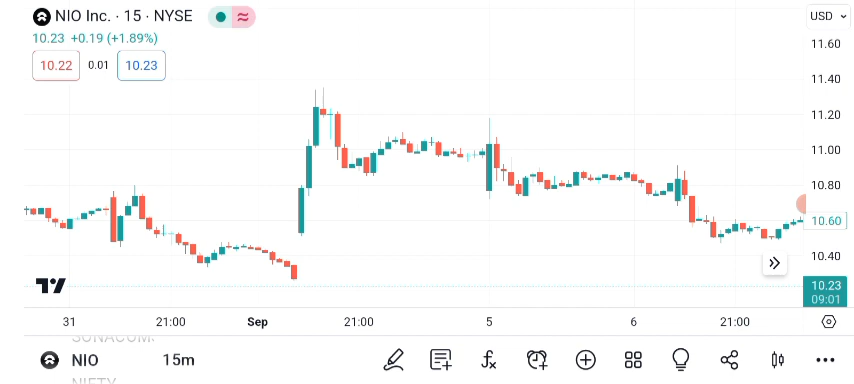 NIO Inc. · 15 · NYSE
USD
10.23 +0.19 (+1.89%)
10.22 0.01 10.23
11.60
11.40
11.20
11.00
10.80
10.60
10.40
10.23
09:01
31 21:00 Sep 21:00 5 6 21:00
NIO 15m